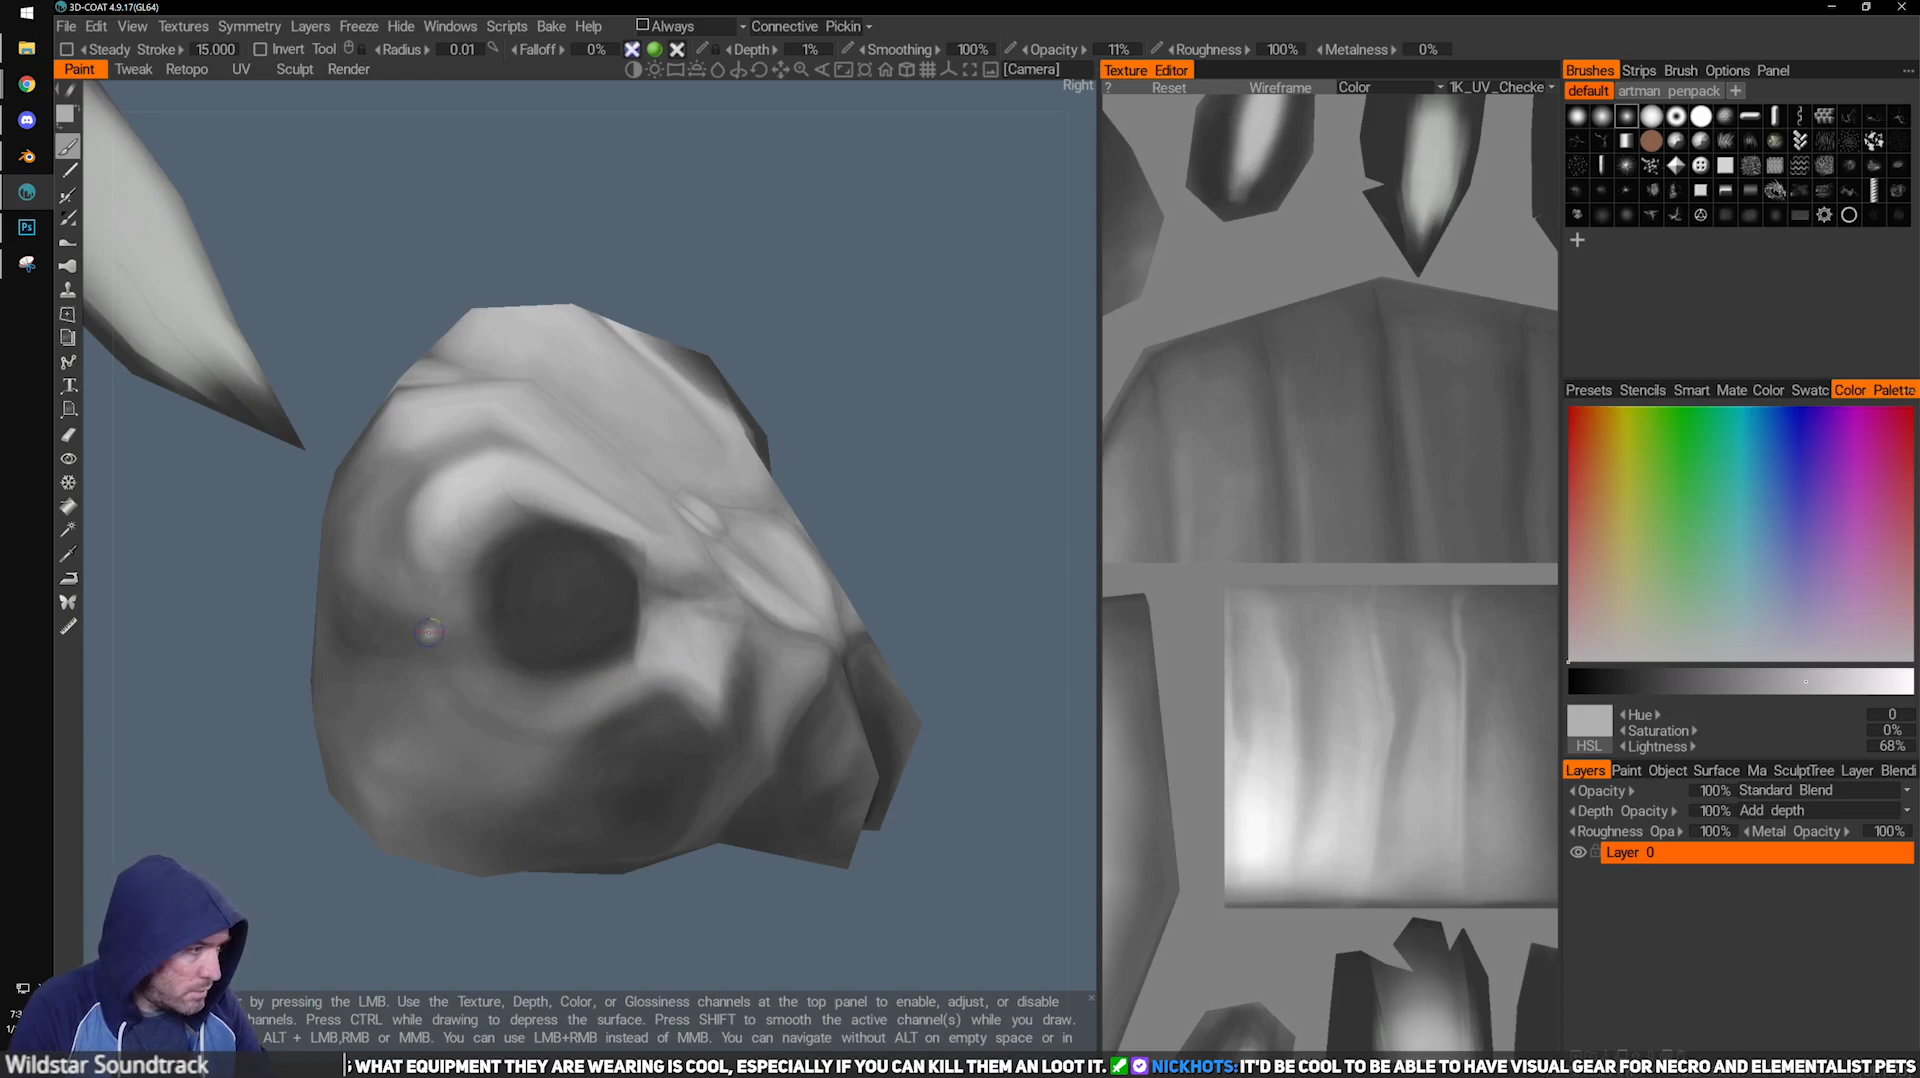 3D-COAT 4.9.17(GL64)
File Edit View Textures Symmetry Layers Freeze Hide Windows Scripts Bake Help Always Connective Pickin
Steady Stroke 15.000 Invert Tool Radius 0.01 Falloff 0% Depth 1% Smoothing 100% Opacity 11% Roughness 100% Metalness 0%
Paint Tweak Retopo UV Sculpt Render [Camera] Texture Editor Brushes Strips Brush Options Panel
Right ? Reset Wireframe Color 1K_UV_Checke default artman penpack +
Presets Stencils Smart Mate Color Swatc Color Palette
Hue 0
Saturation 0%
HSL Lightness 68%
Layers Paint Object Surface Ma SculptTree Layer Blendi
Opacity 100% Standard Blend
Depth Opacity 100% Add depth
Roughness Opa 100% Metal Opacity 100%
Layer 0
by pressing the LMB. Use the Texture, Depth, Color, or Glossiness channels at the top panel to enable, adjust, or disable
hannels. Press CTRL while drawing to depress the surface. Press SHIFT to smooth the active channel(s) while you draw.
ALT + LMB,RMB or MMB. You can use LMB+RMB instead of MMB. You can navigate without ALT on empty space or in
Wildstar Soundtrack
WHAT EQUIPMENT THEY ARE WEARING IS COOL, ESPECIALLY IF YOU CAN KILL THEM AN LOOT IT. NICKHOTS: IT'D BE COOL TO BE ABLE TO HAVE VISUAL GEAR FOR NECRO AND ELEMENTALIST PETS